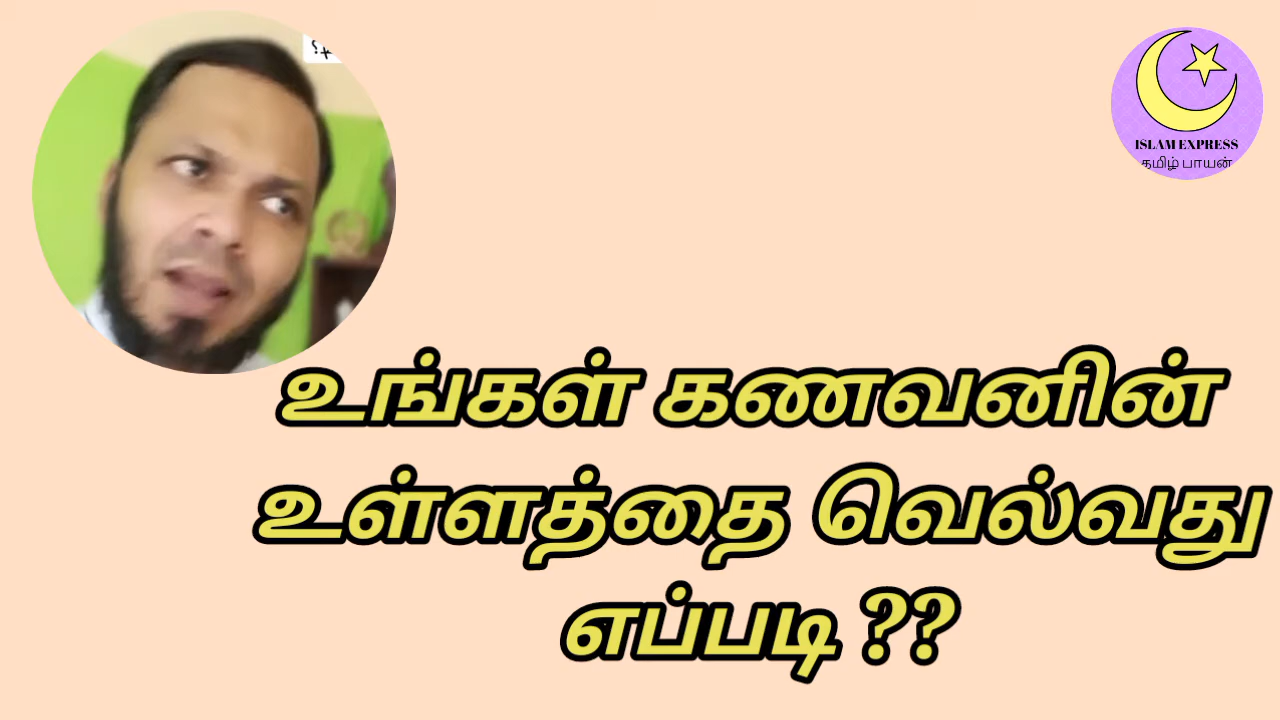 ISLAM EXPRESS
தமிழ் பாயன்
உங்கள் கணவனின்
உள்ளத்தை வெல்வது
எப்படி ??